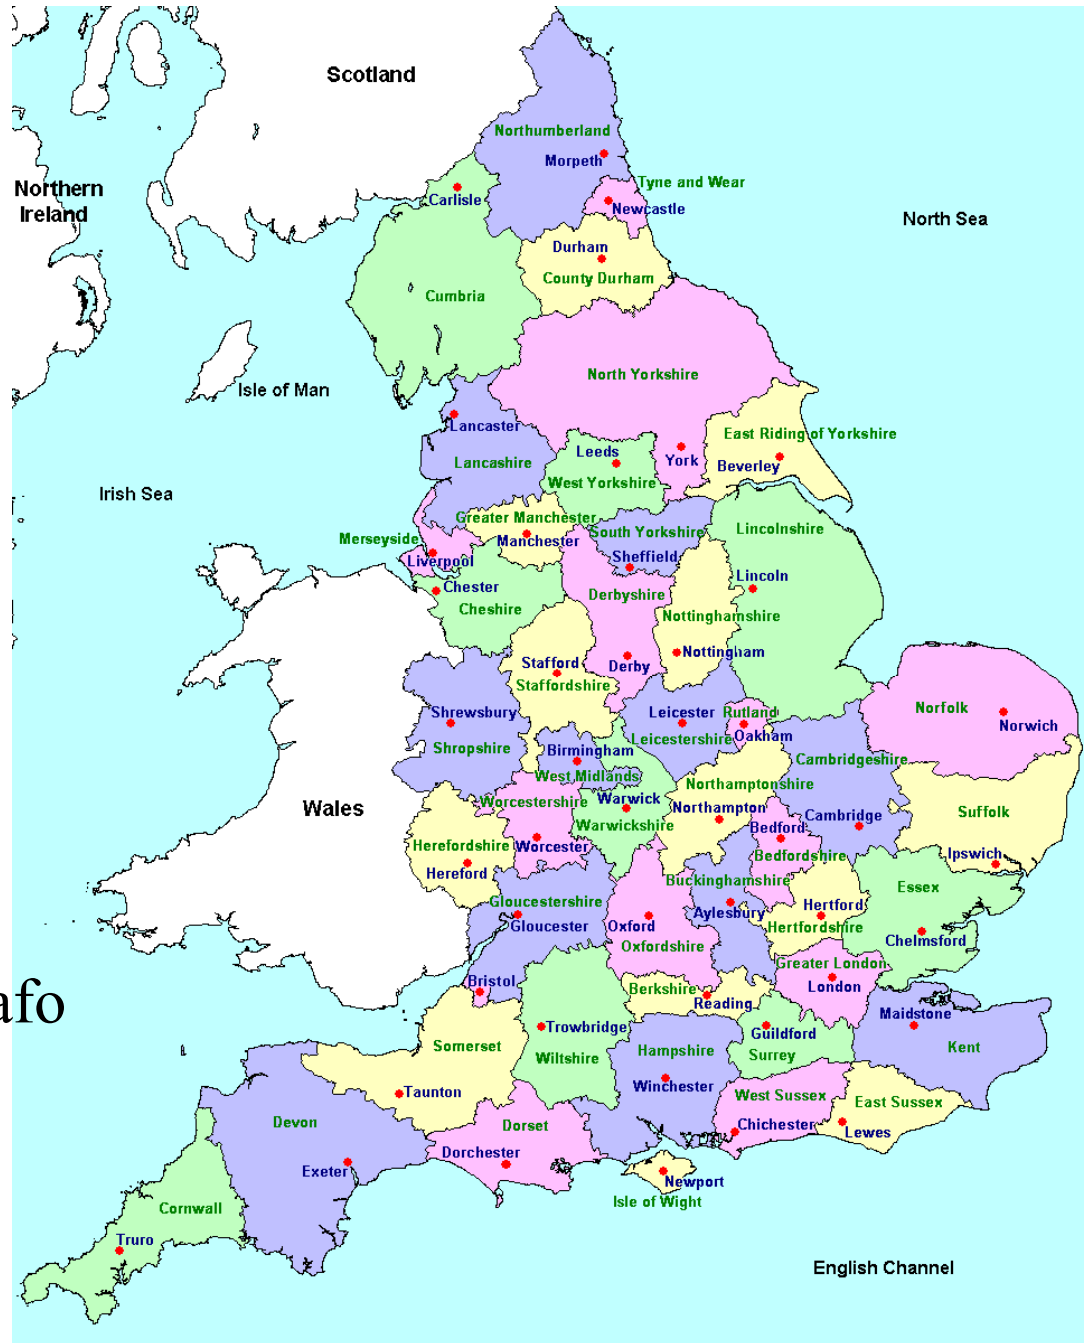 Scotland
Northumberland
Morpeth
Northern
Ireland
Tyne and Wear
Carlisle
Newcastle
North Sea
Durham
County Durham
Cumbria
North Yorkshire
Isle of Man
Lancaster
East Riding of Yorkshire
Leeds
York
Beverley
Lancashire
West Yorkshire
Irish Sea
Greater Manchester
South Yorkshire
Lincolnshire
Merseyside
Manchester
Liverpool
Sheffield
Lincoln
Chester
Derbyshire
Cheshire
Nottinghamshire
Nottingham
Stafford
Derby
Staffordshire
Norfolk
Norwich
Shrewsbury
Leicester
Rutland
Leicestershire
Oakham
Shropshire
Birmingham
Cambridgeshire
West Midlands
Northamptonshire
Wales
Worcestershire
Warwick
Northampton
Suffolk
Warwickshire
Cambridge
Bedford
Herefordshire
Worcester
Bedfordshire
Ipswich
Hereford
Buckinghamshire
Essex
Gloucestershire
Aylesbury
Hertford
Gloucester
Oxford
Hertfordshire
Oxfordshire
Chelmsford
Greater London
Bristol
Berkshire
London
afo
Reading
Maidstone
Trowbridge
Guildford
Somerset
Wiltshire
Hampshire
Surrey
Kent
Taunton
Winchester
West Sussex
East Sussex
Devon
Dorset
Chichester
Lewes
Dorchester
Exeter
Newport
Isle of Wight
Cornwall
Truro
English Channel